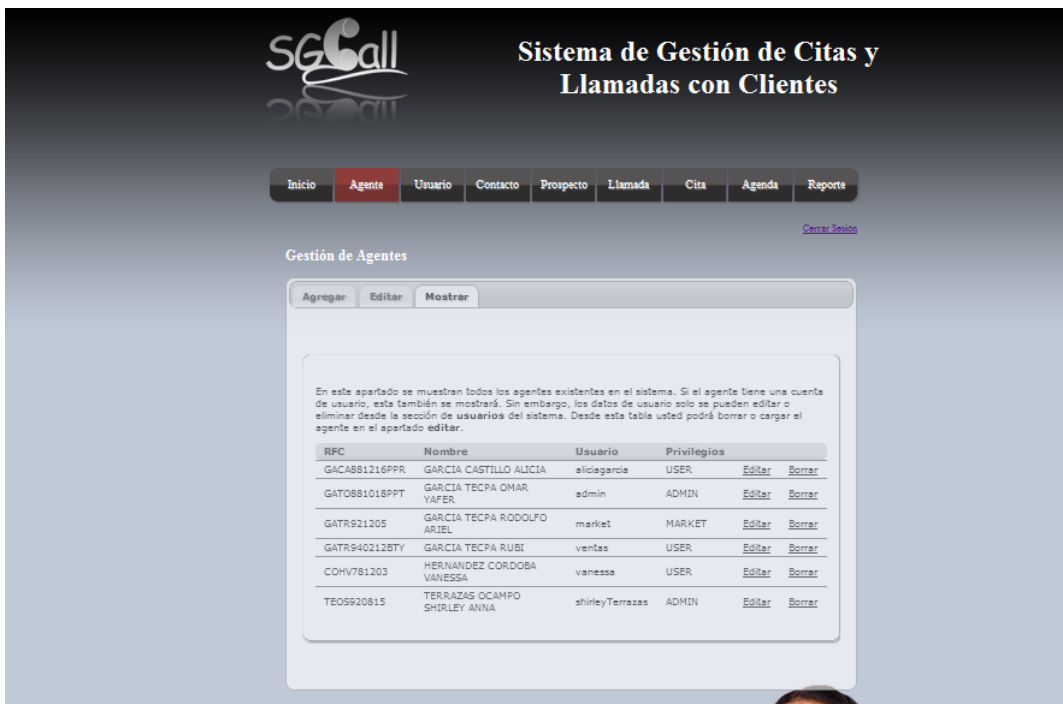 SGCall
Sistema de Gestión de Citas y
Llamadas con Clientes
Inicio Agente Usuario Contacto Prospecto Llamada Cita Agenda Reporte
Cerrar Sesión
Gestión de Agentes
Agregar Editar Mostrar
En este apartado se muestran todos los agentes existentes en el sistema. Si el agente tiene una cuenta
de usuario, esta también se mostrará. Sin embargo, los datos de usuario solo se pueden editar o
eliminar desde la sección de usuarios del sistema. Desde esta tabla usted podrá borrar o cargar el
agente en el apartado editar.
RFC Nombre Usuario Privilegios
GACA881216PPR GARCIA CASTILLO ALICIA aliciagarcia USER Editar Borrar
GATO881018PPT GARCIA TECPA OMAR YAFER admin ADMIN Editar Borrar
GATR921205 GARCIA TECPA RODOLFO ARIEL market MARKET Editar Borrar
GATR940212BTY GARCIA TECPA RUBI ventas USER Editar Borrar
COHV781203 HERNANDEZ CORDOBA VANESSA vanessa USER Editar Borrar
TEOS920815 TERRAZAS OCAMPO SHIRLEY ANNA shirleyTerrazas ADMIN Editar Borrar